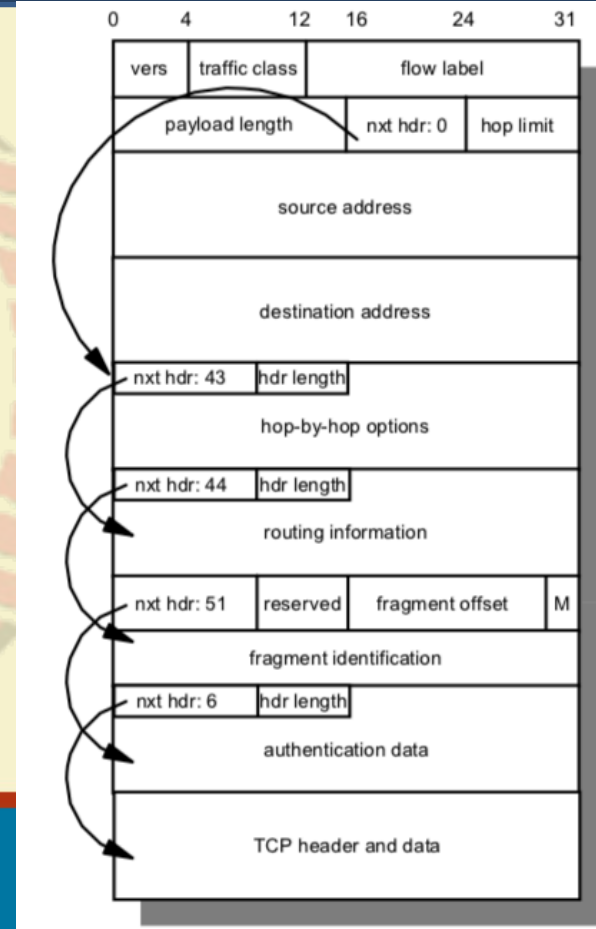 0 4 12 16 24 31
vers traffic class flow label
payload length nxt hdr: 0 hop limit
source address
destination address
nxt hdr: 43 hdr length
hop-by-hop options
nxt hdr: 44 hdr length
routing information
nxt hdr: 51 reserved fragment offset M
fragment identification
nxt hdr: 6 hdr length
authentication data
TCP header and data